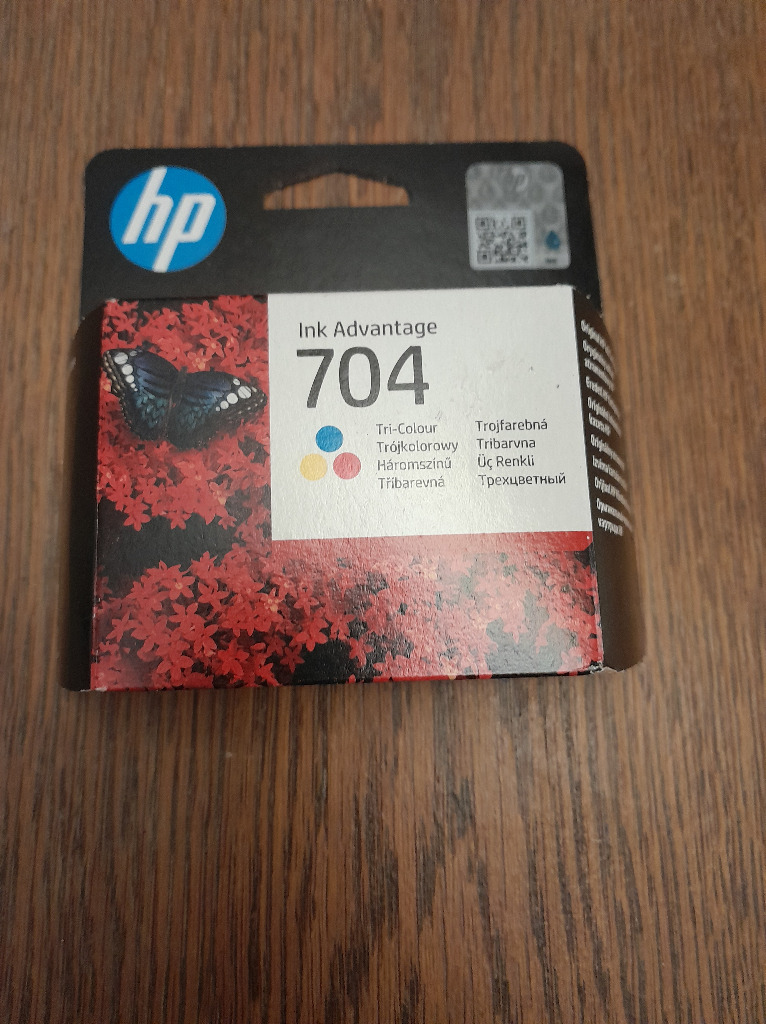 hp
Ink Advantage
704
Tri-Colour
Trójkolorowy
Háromszínű
Tříbarevná
Trojfarebná
Tribarvna
Üç Renkli
Трехцветный